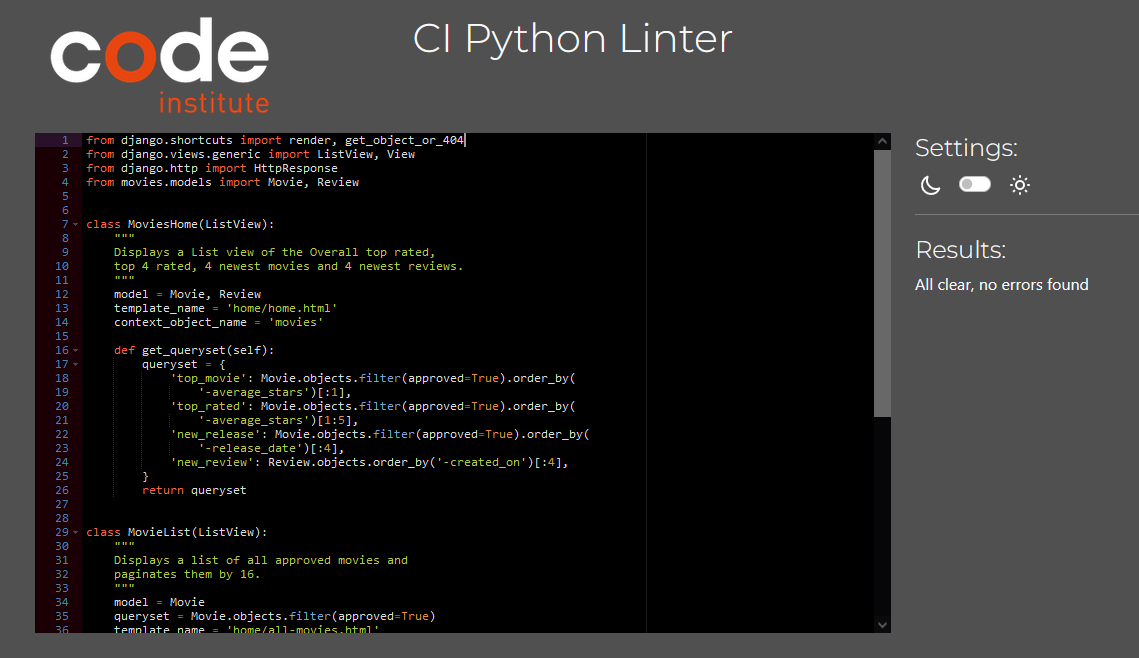 code
institute
CI Python Linter
1 from django.shortcuts import render, get_object_or_404
2 from django.views.generic import ListView, View
3 from django.http import HttpResponse
4 from movies.models import Movie, Review
5
6
7 class MoviesHome(ListView):
8     """
9     Displays a List view of the Overall top rated,
10     top 4 rated, 4 newest movies and 4 newest reviews.
11     """
12     model = Movie, Review
13     template_name = 'home/home.html'
14     context_object_name = 'movies'
15
16     def get_queryset(self):
17         queryset = {
18             'top_movie': Movie.objects.filter(approved=True).order_by(
19                 '-average_stars')[:1],
20             'top_rated': Movie.objects.filter(approved=True).order_by(
21                 '-average_stars')[1:5],
22             'new_release': Movie.objects.filter(approved=True).order_by(
23                 '-release_date')[:4],
24             'new_review': Review.objects.order_by('-created_on')[:4],
25         }
26         return queryset
27
28
29 class MovieList(ListView):
30     """
31     Displays a list of all approved movies and
32     paginates them by 16.
33     """
34     model = Movie
35     queryset = Movie.objects.filter(approved=True)
36     template_name = 'home/all-movies.html'
Settings:
Results:
All clear, no errors found